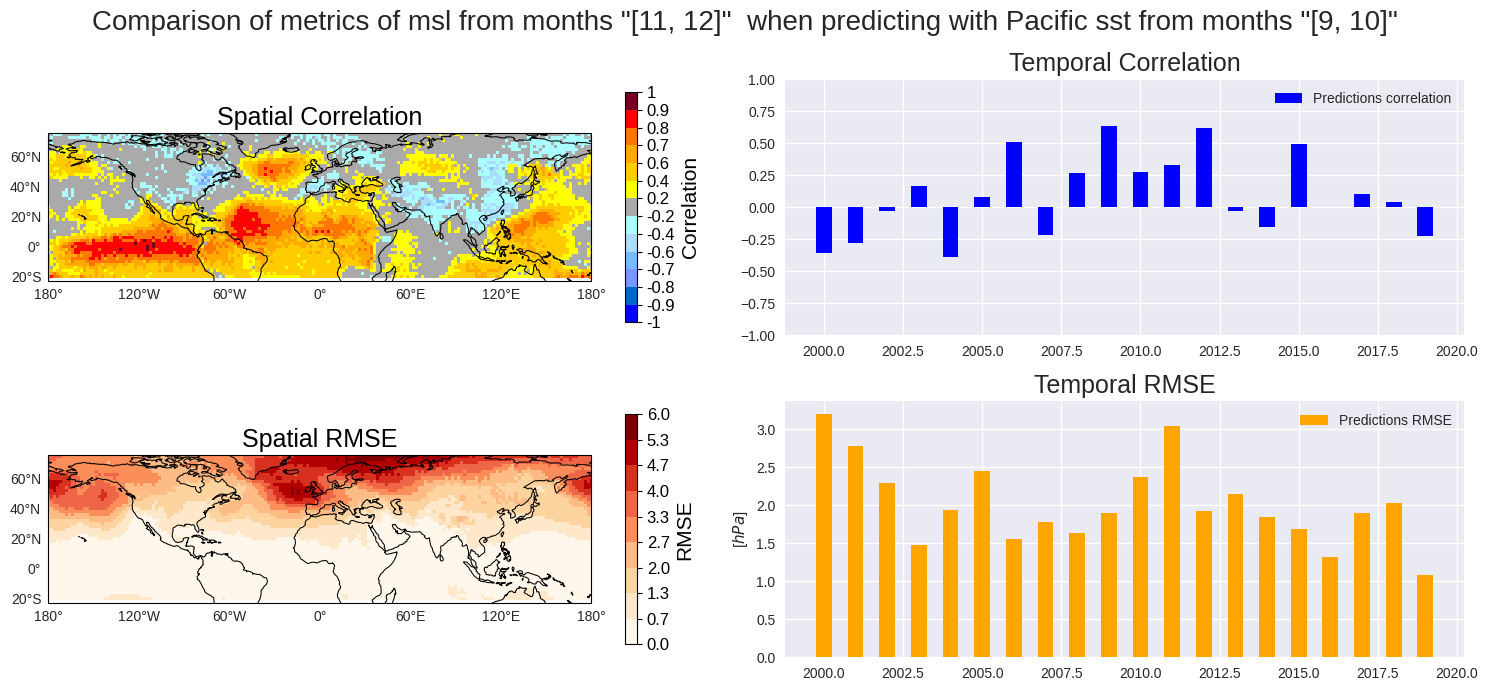 Comparison of metrics of msl from months "[11, 12]"  when predicting with Pacific sst from months "[9, 10]"
Spatial Correlation
60°N
40°N
20°N
0°
20°S
180°
120°W
60°W
0°
60°E
120°E
180°
1
0.9
0.8
0.7
0.6
0.4
0.2
-0.2
-0.4
-0.6
-0.7
-0.8
-0.9
-1
Correlation
Temporal Correlation
Predictions correlation
1.00
0.75
0.50
0.25
0.00
−0.25
−0.50
−0.75
−1.00
2000.0
2002.5
2005.0
2007.5
2010.0
2012.5
2015.0
2017.5
2020.0
Spatial RMSE
60°N
40°N
20°N
0°
20°S
180°
120°W
60°W
0°
60°E
120°E
180°
6.0
5.3
4.7
4.0
3.3
2.7
2.0
1.3
0.7
0.0
RMSE
Temporal RMSE
Predictions RMSE
[hPa]
3.0
2.5
2.0
1.5
1.0
0.5
0.0
2000.0
2002.5
2005.0
2007.5
2010.0
2012.5
2015.0
2017.5
2020.0